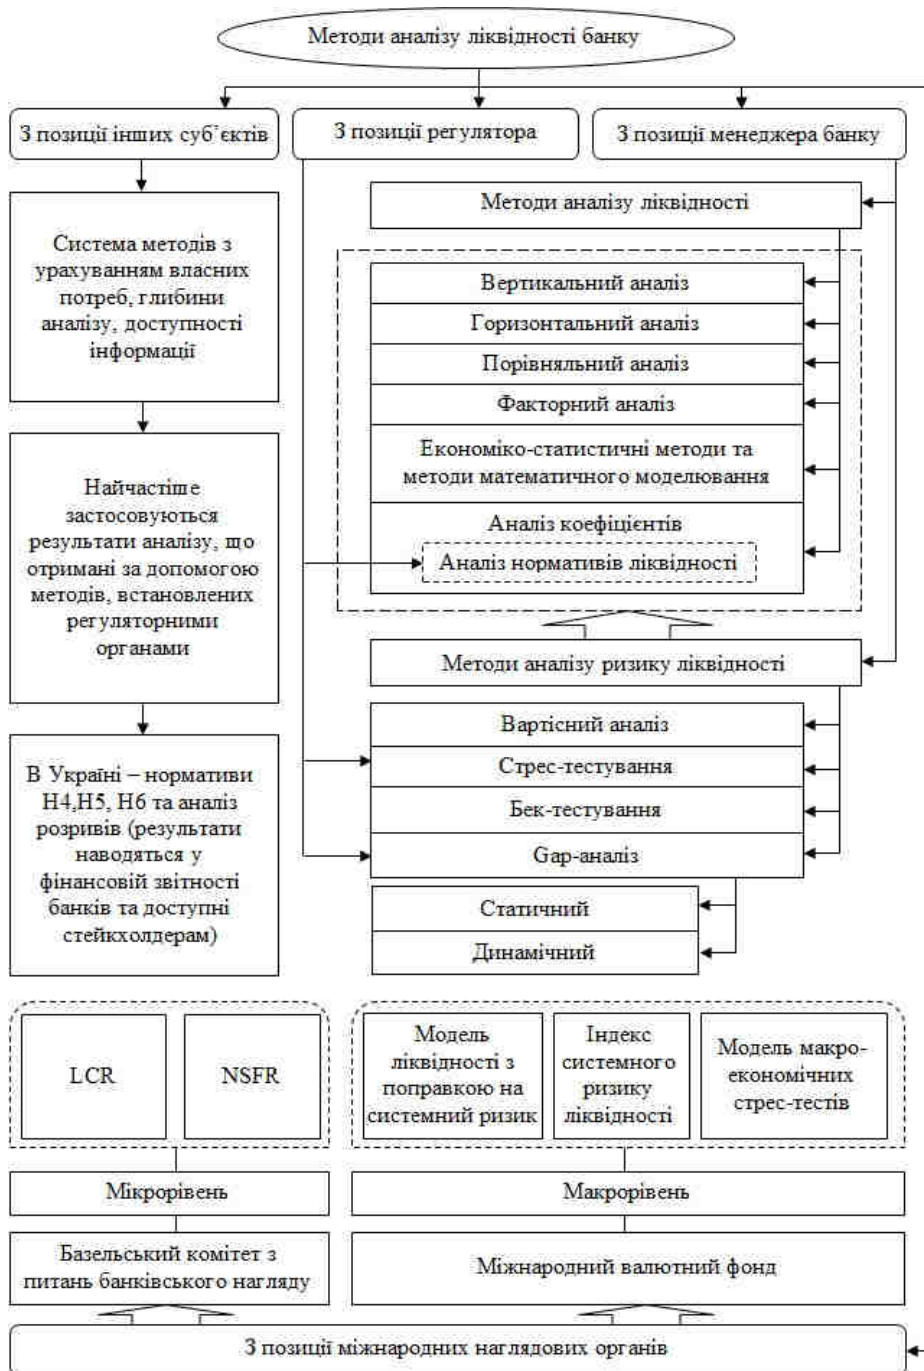 Методи аналізу ліквідності банку
З позиції інших суб᾿єктів
З позиції регулятора
З позиції менеджера банку
Система методів з
урахуванням власних
потреб, глибини
аналізу, доступності
інформації
Найчастіше
застосовуються
результати аналізу, що
отримані за допомогою
методів, встановлених
регуляторними
органами
В Україні – нормативи
Н4,Н5, Н6 та аналіз
розривів (результати
наводяться у
фінансовій звітності
банків та доступні
стейкхолдерам)
Методи аналізу ліквідності
Вертикальний аналіз
Горизонтальний аналіз
Порівняльний аналіз
Факторний аналіз
Економіко-статистичні методи та
методи математичного моделювання
Аналіз коефіцієнтів
Аналіз нормативів ліквідності
Методи аналізу ризику ліквідності
Вартісний аналіз
Стрес-тестування
Бек-тестування
Gap-аналіз
Статичний
Динамічний
LCR
NSFR
Модель
ліквідності з
поправкою на
системний ризик
Індекс
системного
ризику
ліквідності
Модель макро-
економічних
стрес-тестів
Мікрорівень
Макрорівень
Базельський комітет з
питань банківського нагляду
Міжнародний валютний фонд
З позиції міжнародних наглядових органів